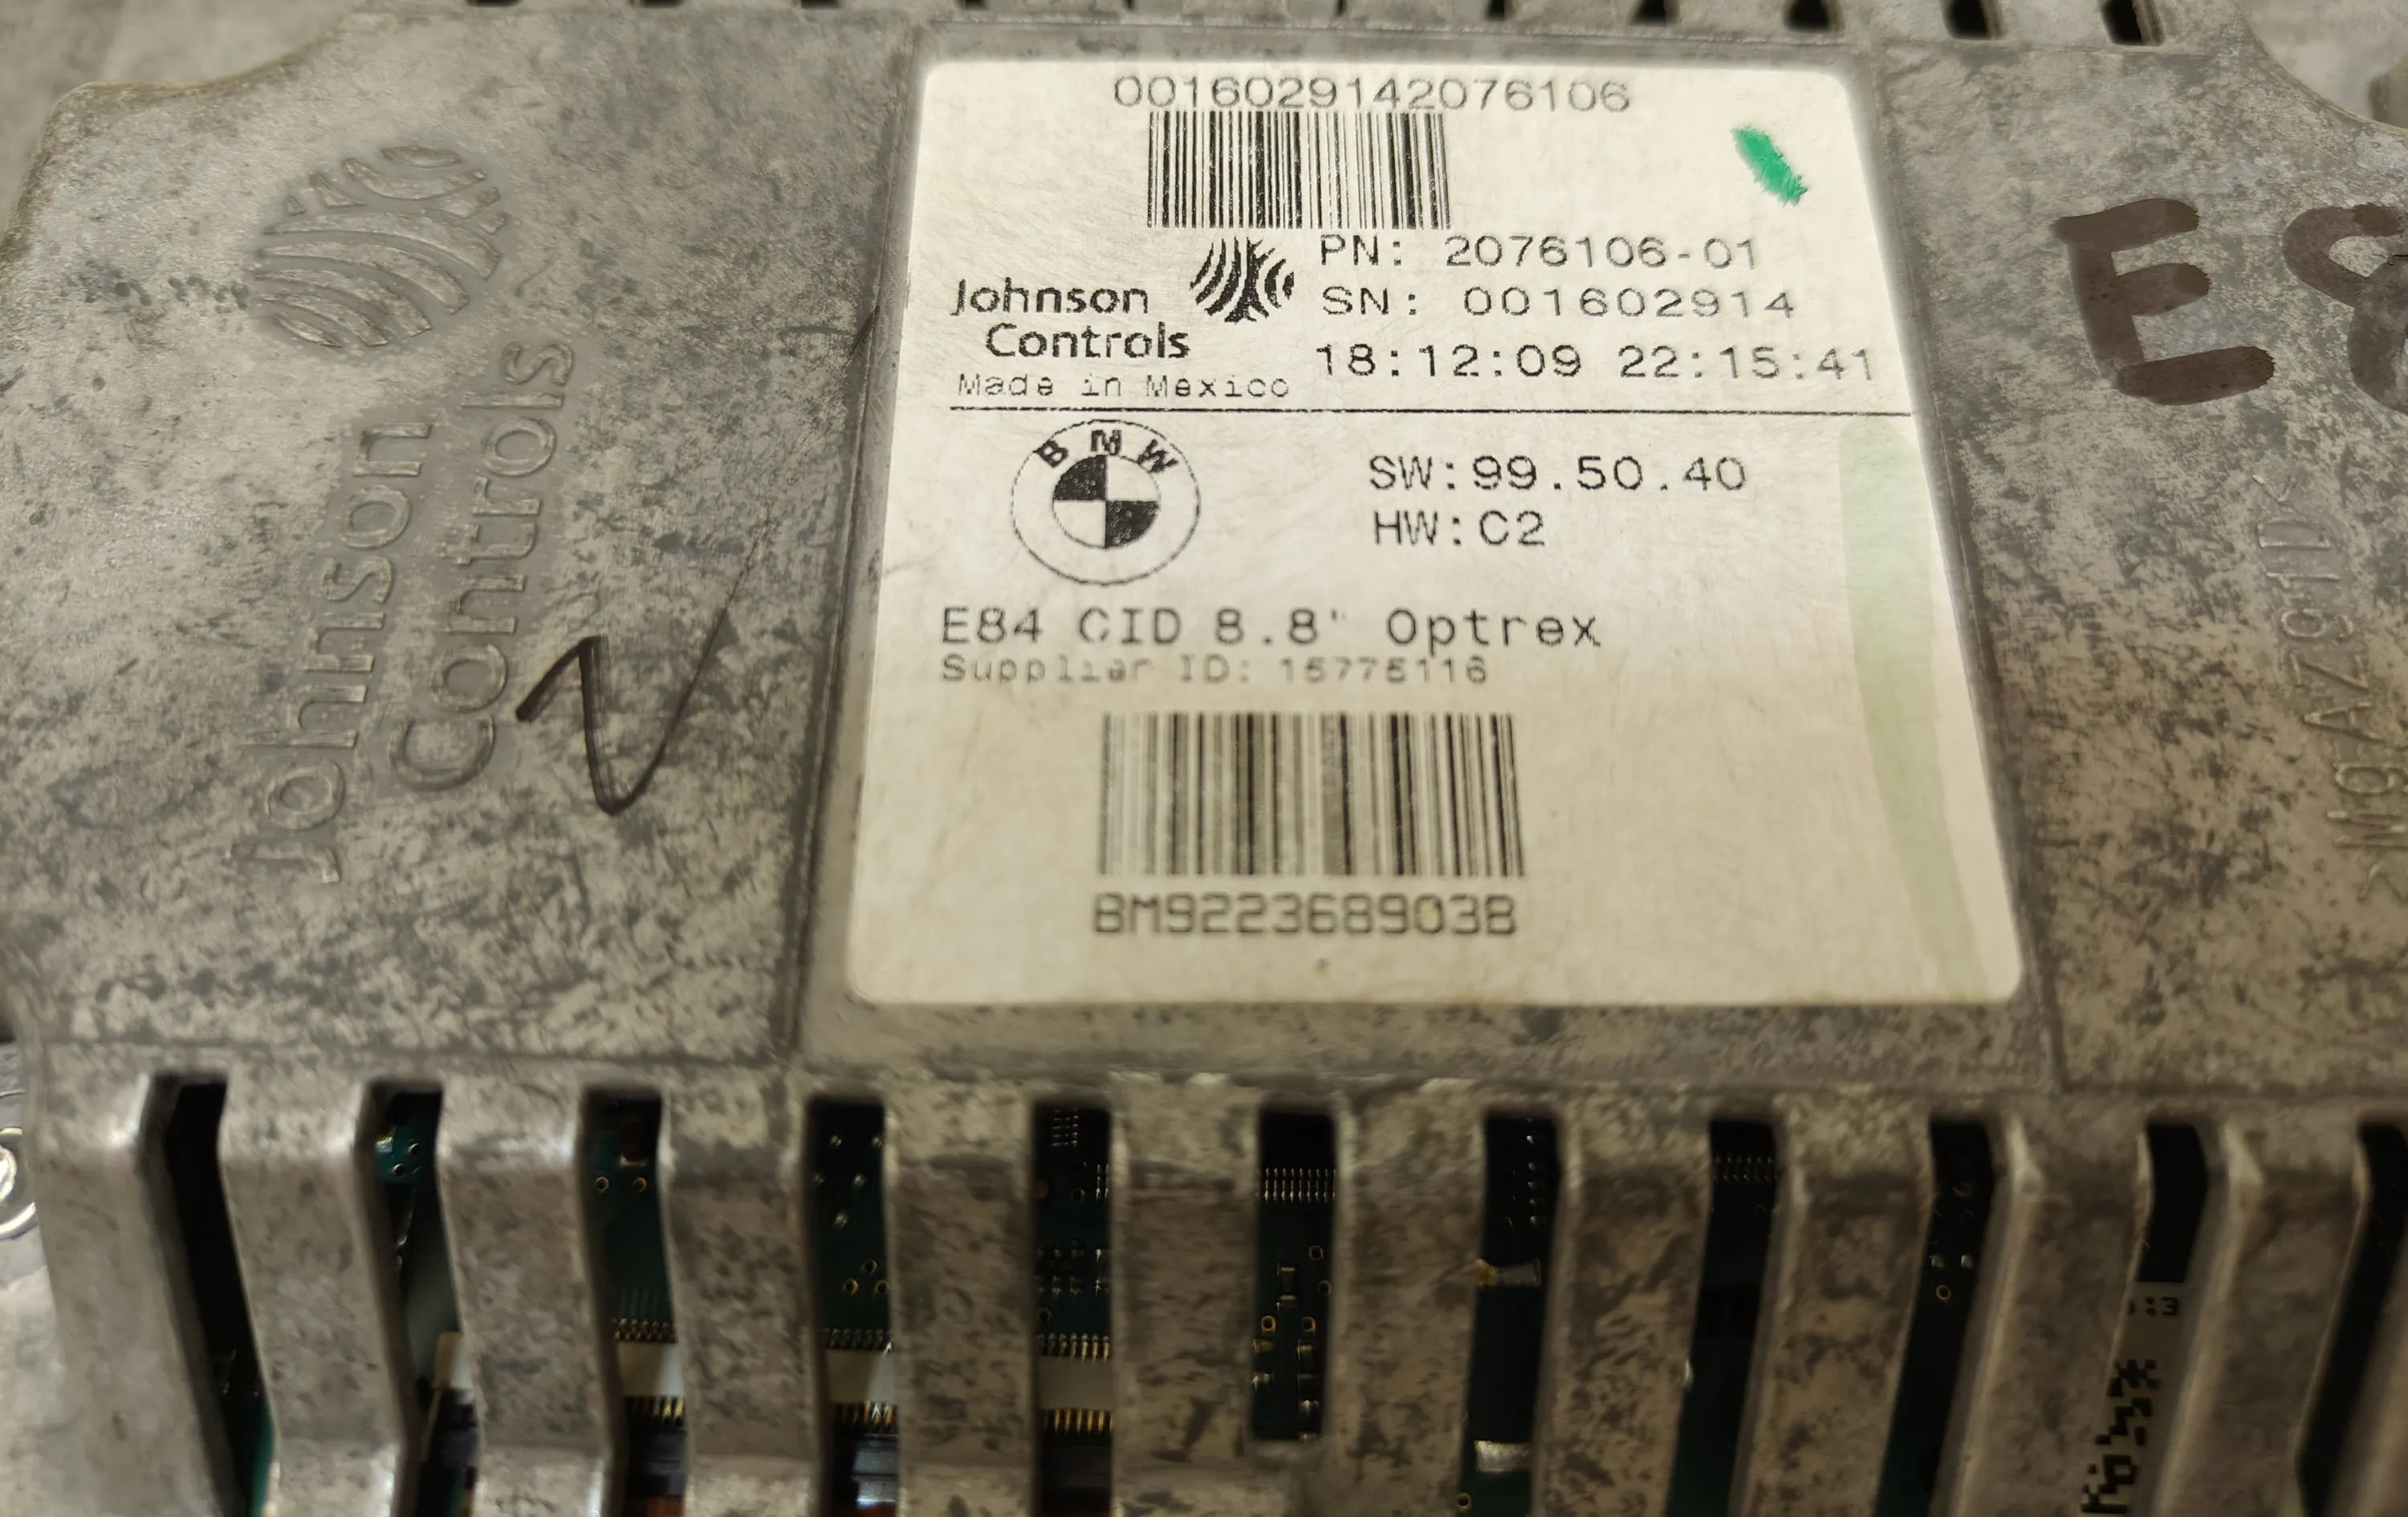 0016029142076106
Johnson
Controls
Made in Mexico
PN: 2076106-01
SN: 001602914
18:12:09 22:15:41
BMW
SW:99.50.40
HW:C2
E84 CID 8.8" Optrex
Supplier ID: 15775116
BM922368903B
Johnson
Controls
E8